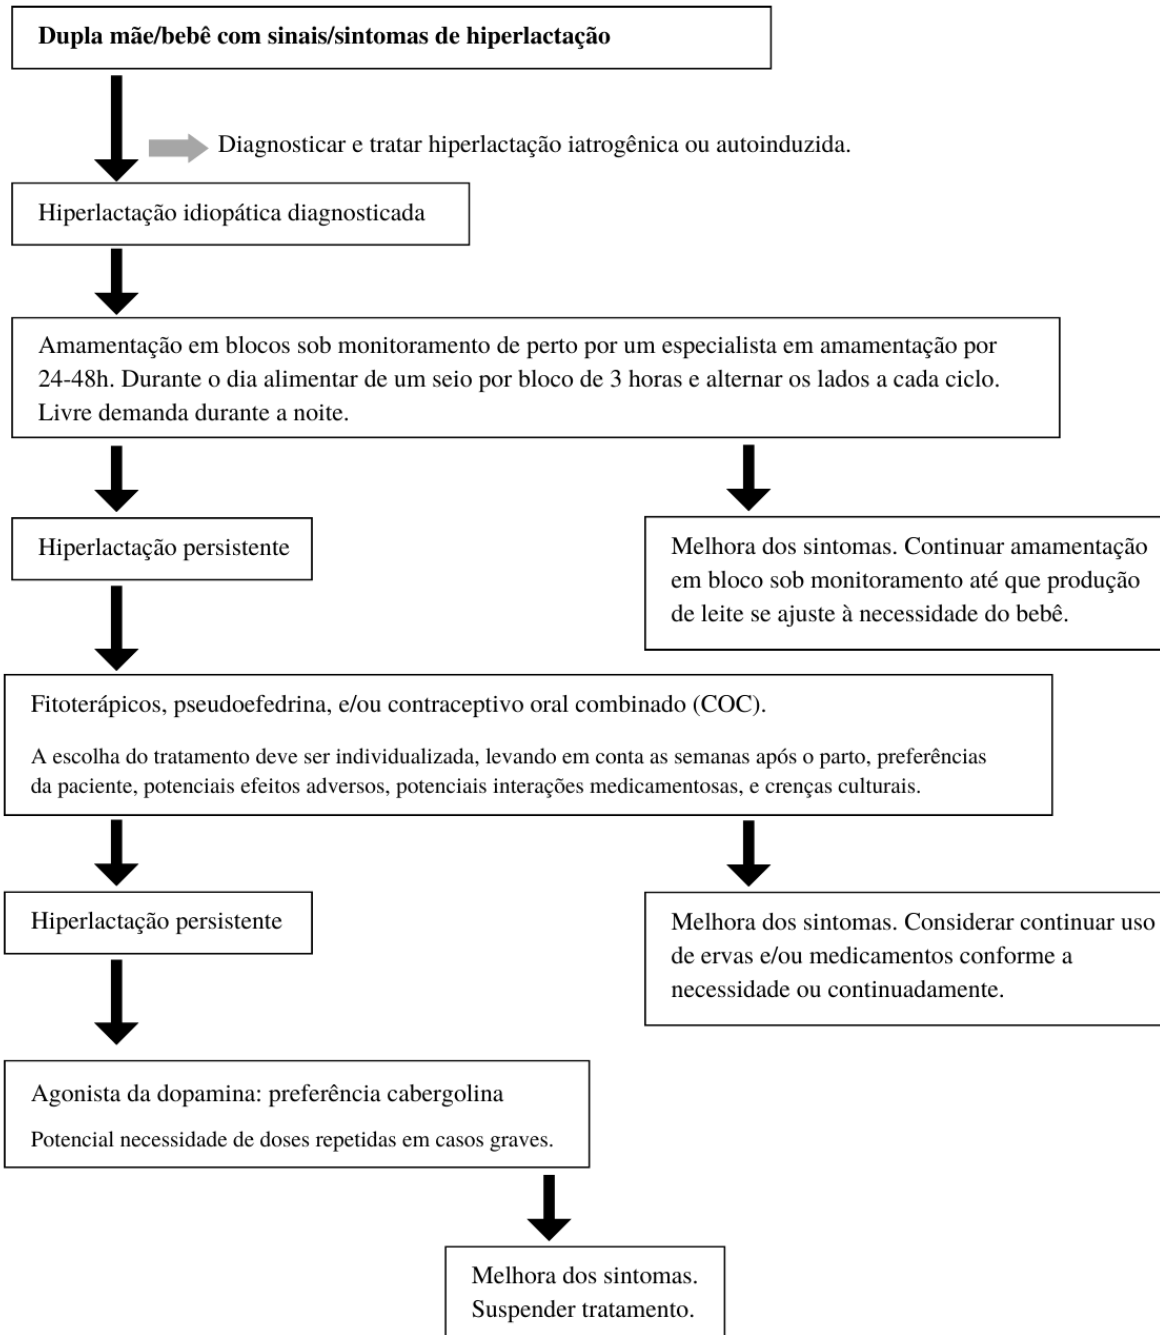 Dupla mãe/bebê com sinais/sintomas de hiperlactação
Diagnosticar e tratar hiperlactação iatrogênica ou autoinduzida.
Hiperlactação idiopática diagnosticada
Amamentação em blocos sob monitoramento de perto por um especialista em amamentação por
24-48h. Durante o dia alimentar de um seio por bloco de 3 horas e alternar os lados a cada ciclo.
Livre demanda durante a noite.
Hiperlactação persistente
Melhora dos sintomas. Continuar amamentação
em bloco sob monitoramento até que produção
de leite se ajuste à necessidade do bebê.
Fitoterápicos, pseudoefedrina, e/ou contraceptivo oral combinado (COC).
A escolha do tratamento deve ser individualizada, levando em conta as semanas após o parto, preferências
da paciente, potenciais efeitos adversos, potenciais interações medicamentosas, e crenças culturais.
Hiperlactação persistente
Melhora dos sintomas. Considerar continuar uso
de ervas e/ou medicamentos conforme a
necessidade ou continuadamente.
Agonista da dopamina: preferência cabergolina
Potencial necessidade de doses repetidas em casos graves.
Melhora dos sintomas.
Suspender tratamento.